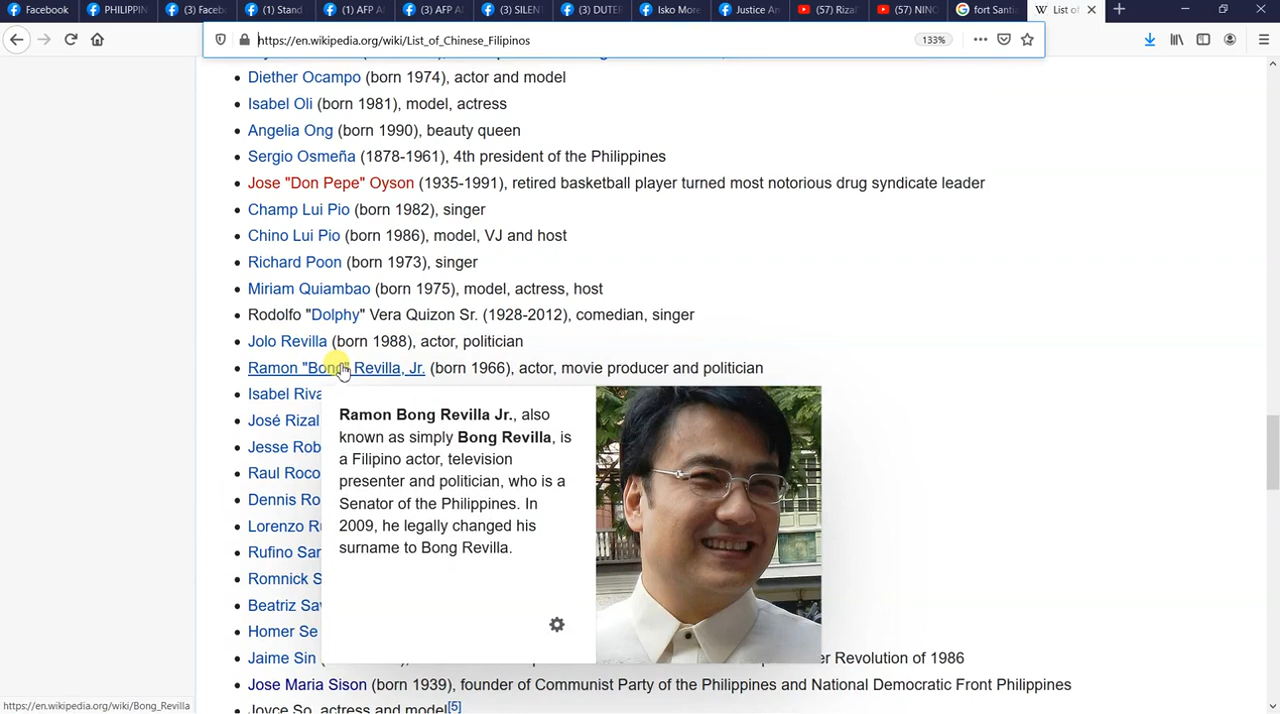 Facebook
PHILIPPIN
(3) Faceb
(1) Stand
(1) AFP A
(3) AFP A
(3) SILEN
(3) DUTER
Isko More
Justice An
(57) Rizal
(57) NINO
fort Santi
List of
https://en.wikipedia.org/wiki/List_of_Chinese_Filipinos
133%
Diether Ocampo (born 1974), actor and model
Isabel Oli (born 1981), model, actress
Angelia Ong (born 1990), beauty queen
Sergio Osmeña (1878-1961), 4th president of the Philippines
Jose "Don Pepe" Oyson (1935-1991), retired basketball player turned most notorious drug syndicate leader
Champ Lui Pio (born 1982), singer
Chino Lui Pio (born 1986), model, VJ and host
Richard Poon (born 1973), singer
Miriam Quiambao (born 1975), model, actress, host
Rodolfo "Dolphy" Vera Quizon Sr. (1928-2012), comedian, singer
Jolo Revilla (born 1988), actor, politician
Ramon "Bong" Revilla, Jr. (born 1966), actor, movie producer and politician
Isabel Riva
José Rizal
Jesse Rob
Raul Roco
Dennis Ro
Lorenzo Ru
Rufino Sar
Romnick S
Beatriz Sav
Homer Se
Ramon Bong Revilla Jr., also
known as simply Bong Revilla, is
a Filipino actor, television
presenter and politician, who is a
Senator of the Philippines. In
2009, he legally changed his
surname to Bong Revilla.
Jaime Sin er Revolution of 1986
Jose Maria Sison (born 1939), founder of Communist Party of the Philippines and National Democratic Front Philippines
Joyce So, actress and model[5]
https://en.wikipedia.org/wiki/Bong_Revilla